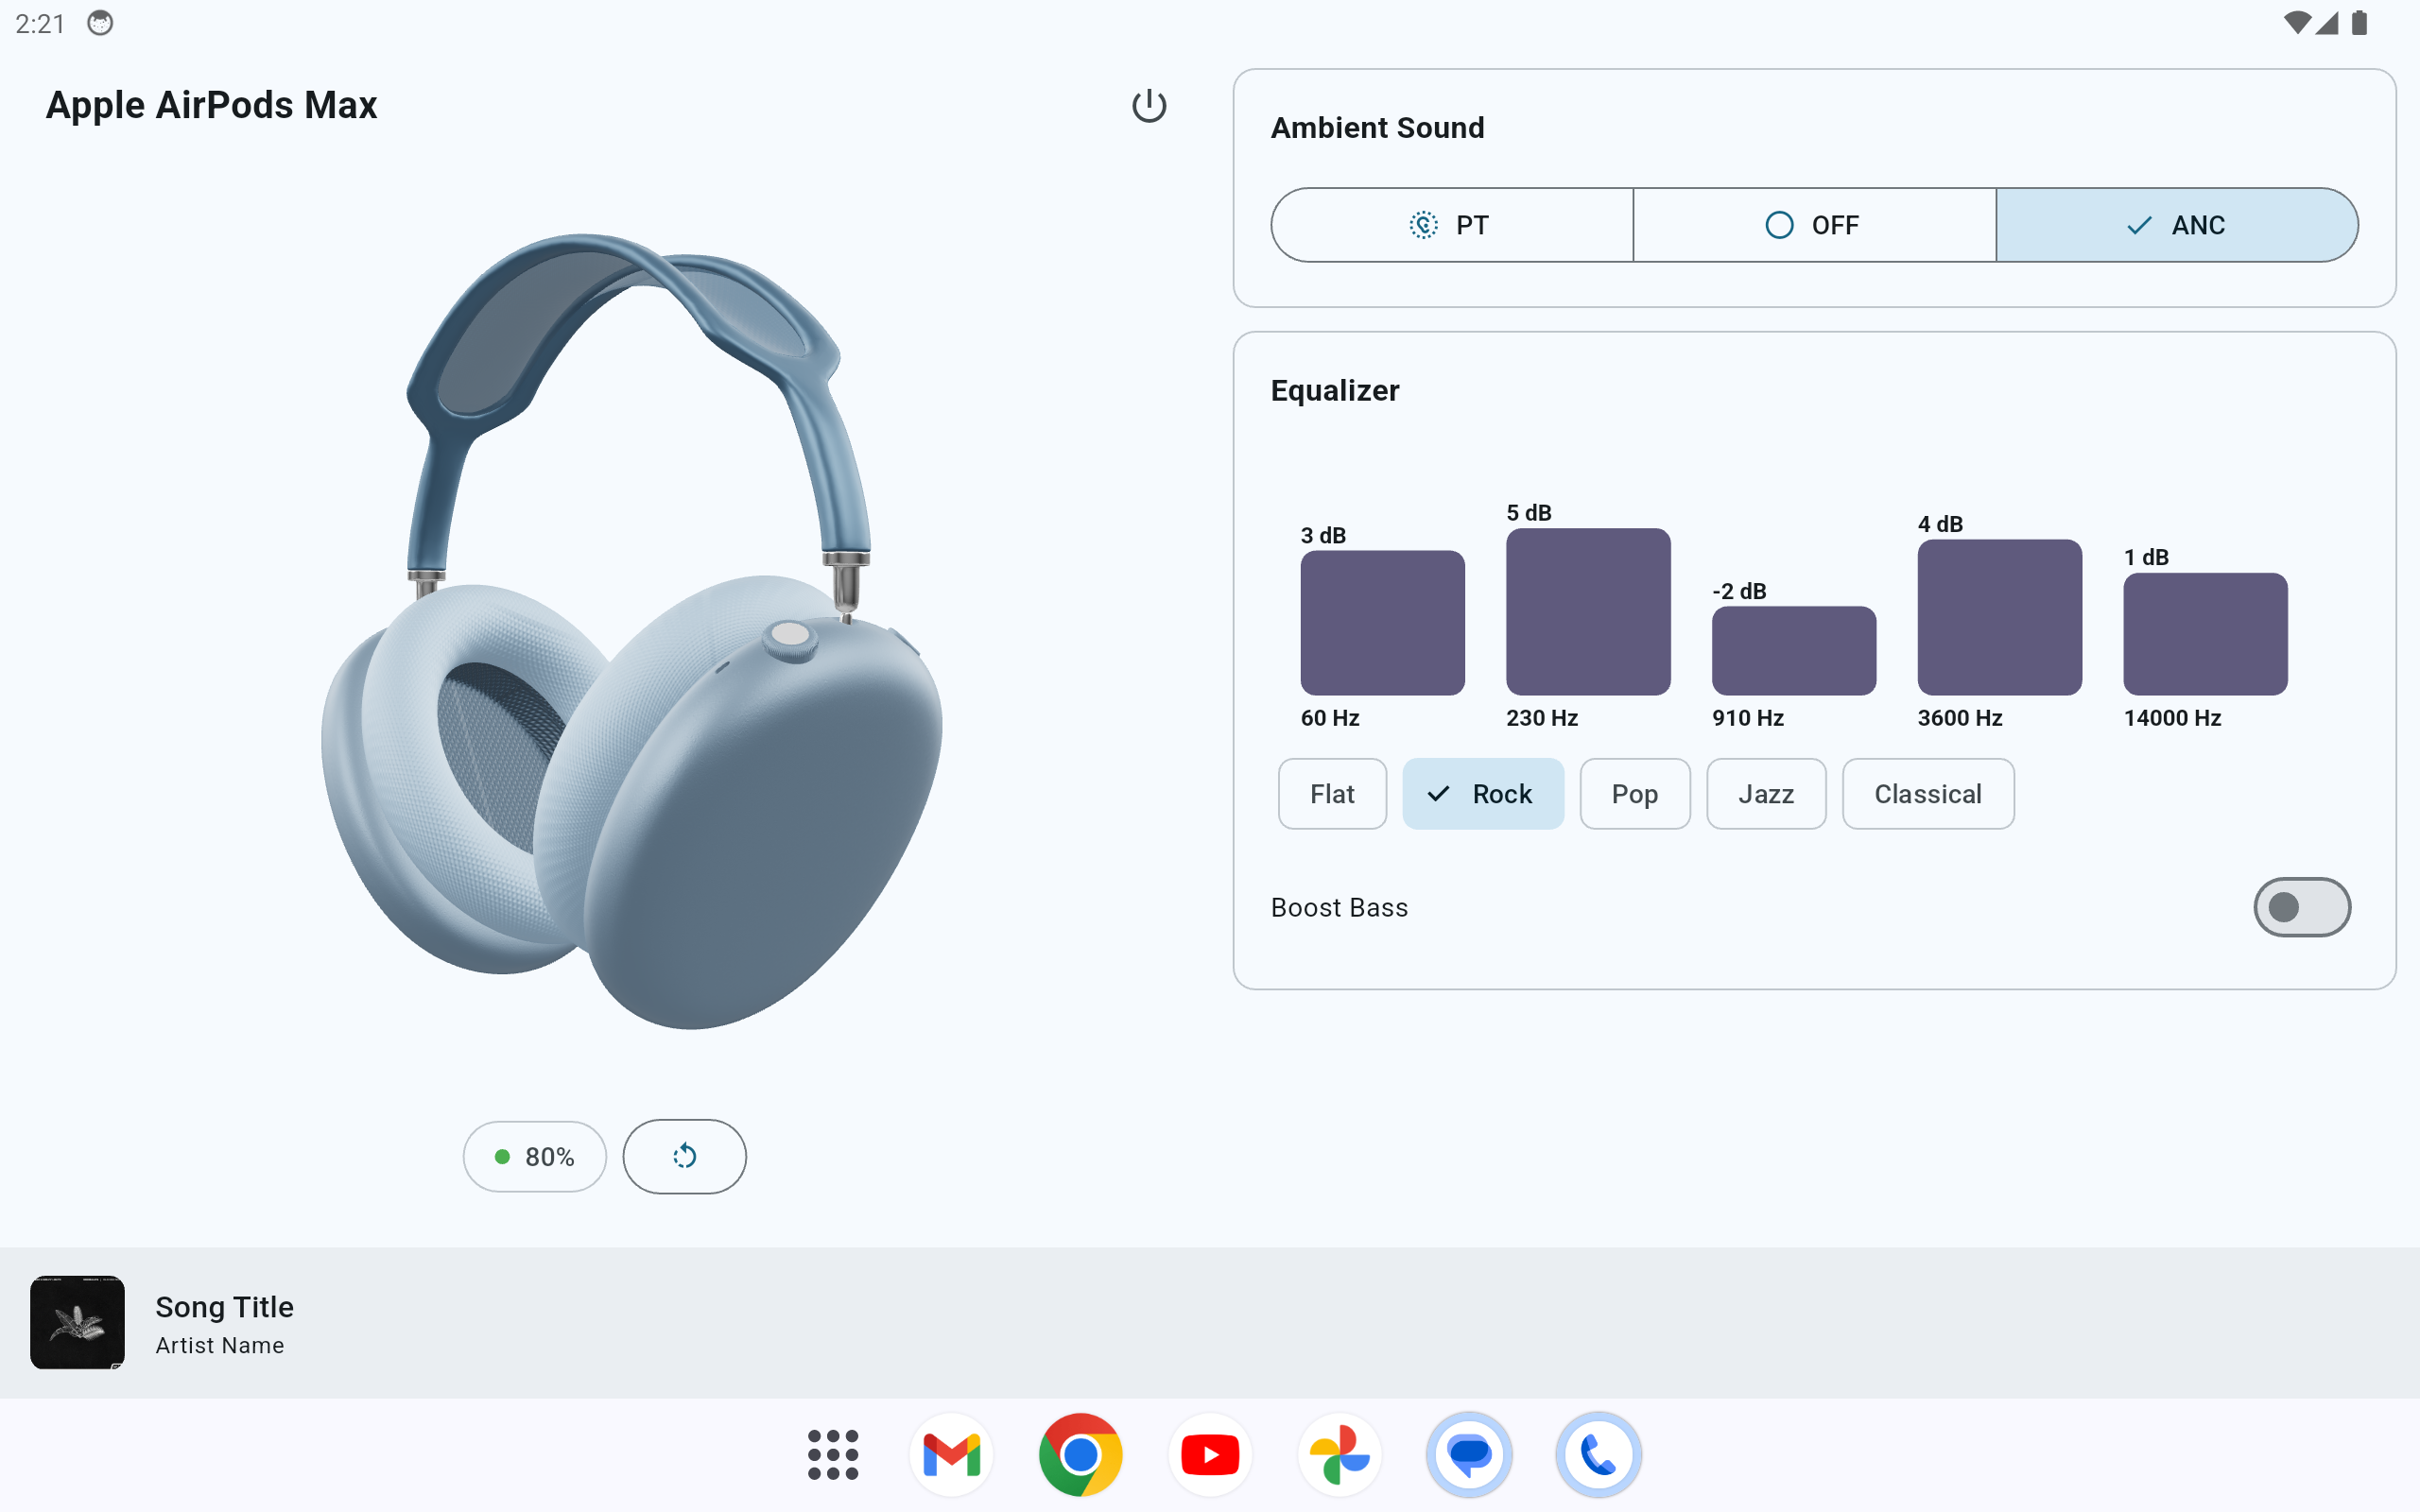 2:21
Apple AirPods Max
Ambient Sound
PT
OFF
ANC
Equalizer
3 dB
5 dB
-2 dB
4 dB
1 dB
60 Hz
230 Hz
910 Hz
3600 Hz
14000 Hz
Flat
Rock
Pop
Jazz
Classical
Boost Bass
80%
Song Title
Artist Name